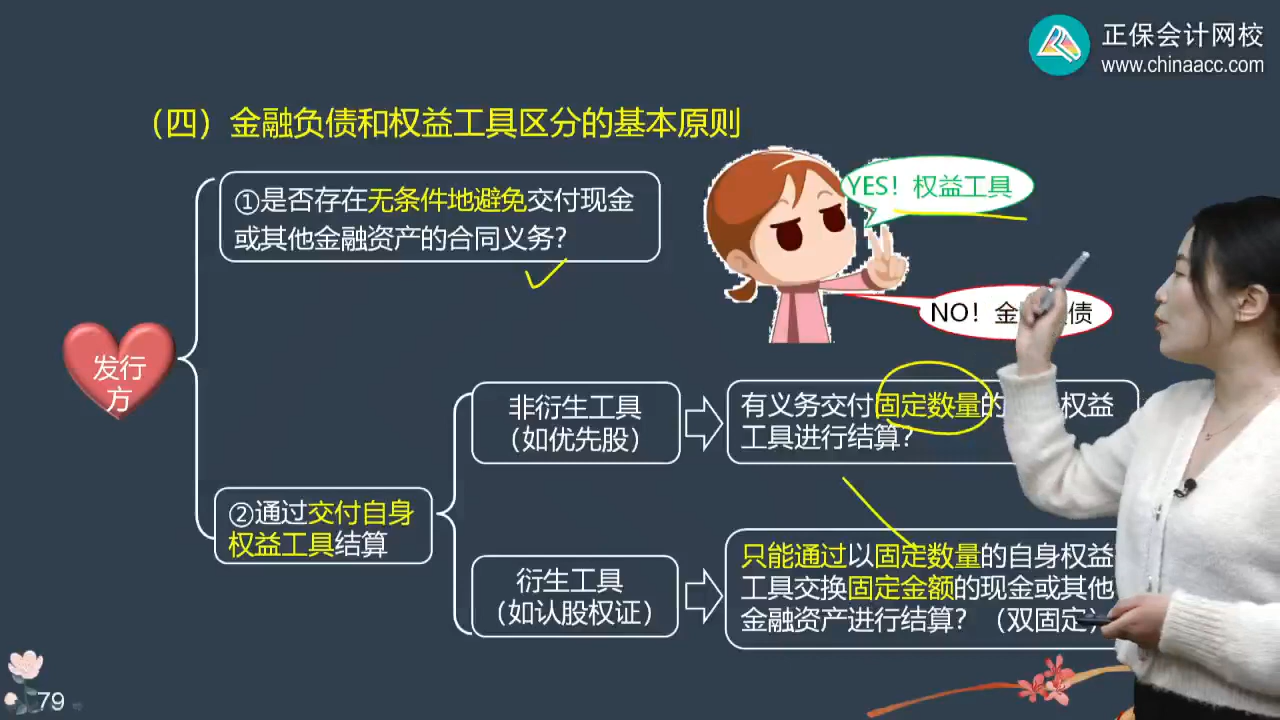 正保会计网校
www.chinaacc.com
（四）金融负债和权益工具区分的基本原则
①是否存在无条件地避免交付现金
或其他金融资产的合同义务？
YES！权益工具
NO！金 债
发行
方
非衍生工具
（如优先股）
有义务交付固定数量的 权益
工具进行结算？
②通过交付自身
权益工具结算
衍生工具
（如认股权证）
只能通过以固定数量的自身权益
工具交换固定金额的现金或其他
金融资产进行结算？（双固定）
79